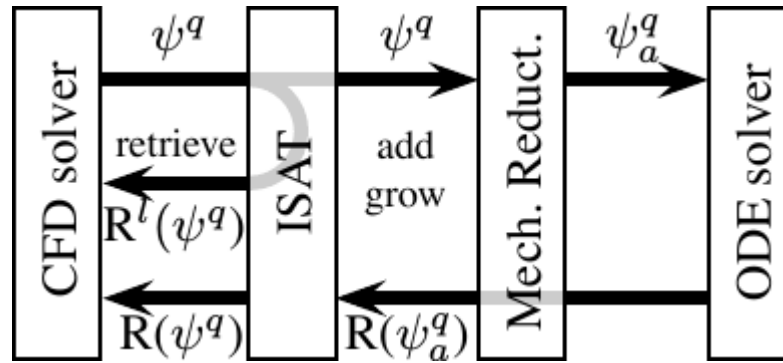 ψ^q ψ^q ψ_a^q
CFD solver
retrieve
R^l(ψ^q)
R(ψ^q)
ISAT
add
grow
R(ψ_a^q)
Mech. Reduct.
ODE solver